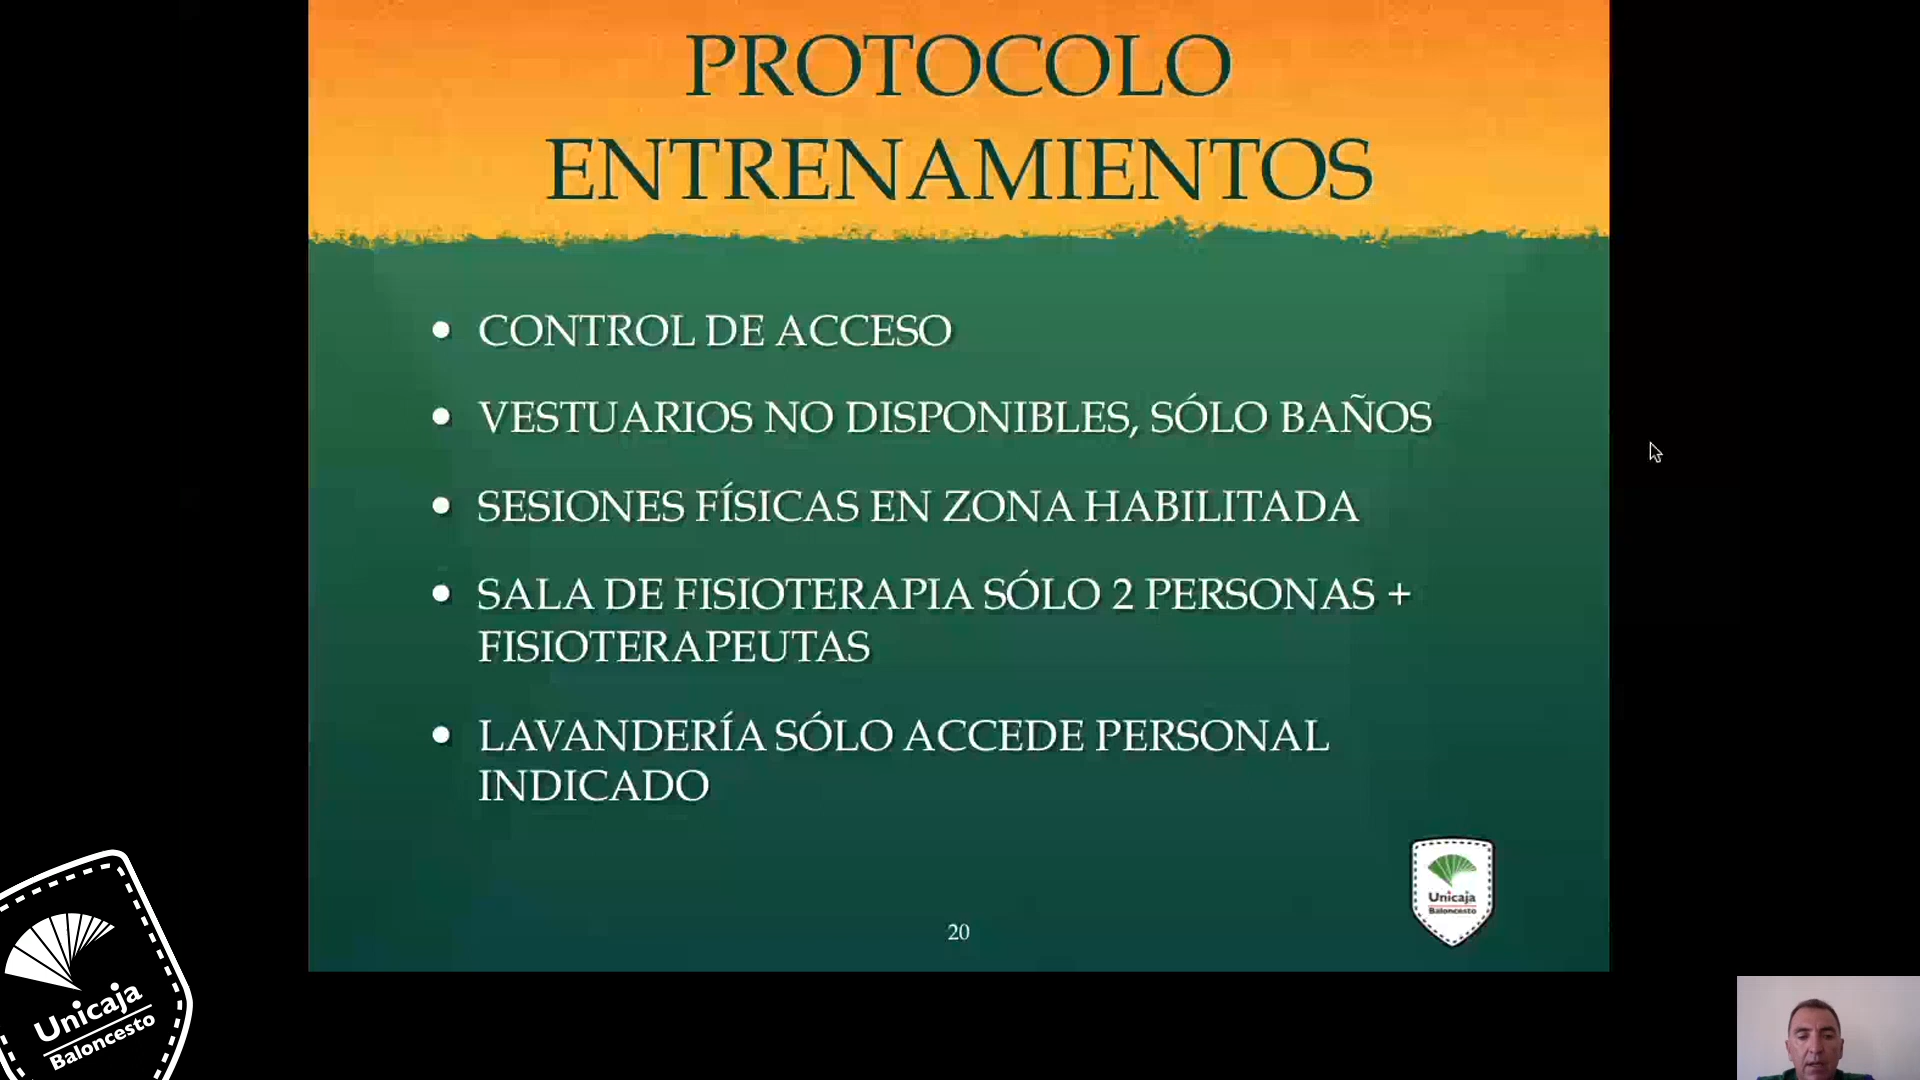 PROTOCOLO
ENTRENAMIENTOS
• CONTROL DE ACCESO
• VESTUARIOS NO DISPONIBLES, SÓLO BAÑOS
• SESIONES FÍSICAS EN ZONA HABILITADA
• SALA DE FISIOTERAPIA SÓLO 2 PERSONAS +
FISIOTERAPEUTAS
• LAVANDERÍA SÓLO ACCEDE PERSONAL
INDICADO
Unicaja
Baloncesto
20
Unicaja
Baloncesto